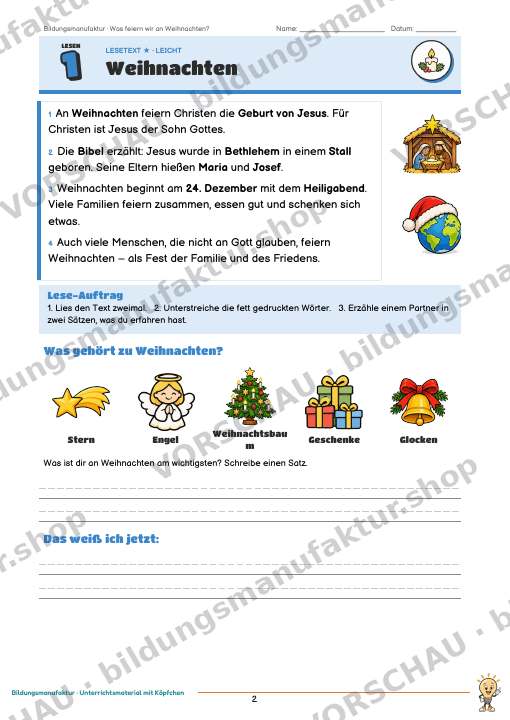 Bildungsmanufaktur · Was feiern wir an Weihnachten?
Name: ____________________ Datum: __________
LESEN
1
LESETEXT ★ · LEICHT
Weihnachten
1 An Weihnachten feiern Christen die Geburt von Jesus. Für
Christen ist Jesus der Sohn Gottes.
2 Die Bibel erzählt: Jesus wurde in Bethlehem in einem Stall
geboren. Seine Eltern hießen Maria und Josef.
3 Weihnachten beginnt am 24. Dezember mit dem Heiligabend.
Viele Familien feiern zusammen, essen gut und schenken sich
etwas.
4 Auch viele Menschen, die nicht an Gott glauben, feiern
Weihnachten – als Fest der Familie und des Friedens.
Lese-Auftrag
1. Lies den Text zweimal. 2. Unterstreiche die fett gedruckten Wörter. 3. Erzähle einem Partner in
zwei Sätzen, was du erfahren hast.
Was gehört zu Weihnachten?
Stern
Engel
Weihnachtsbau
m
Geschenke
Glocken
Was ist dir an Weihnachten am wichtigsten? Schreibe einen Satz.
Das weiß ich jetzt:
Bildungsmanufaktur · Unterrichtsmaterial mit Köpfchen
2
VORSCHAU · bildungsmanufaktur.shop